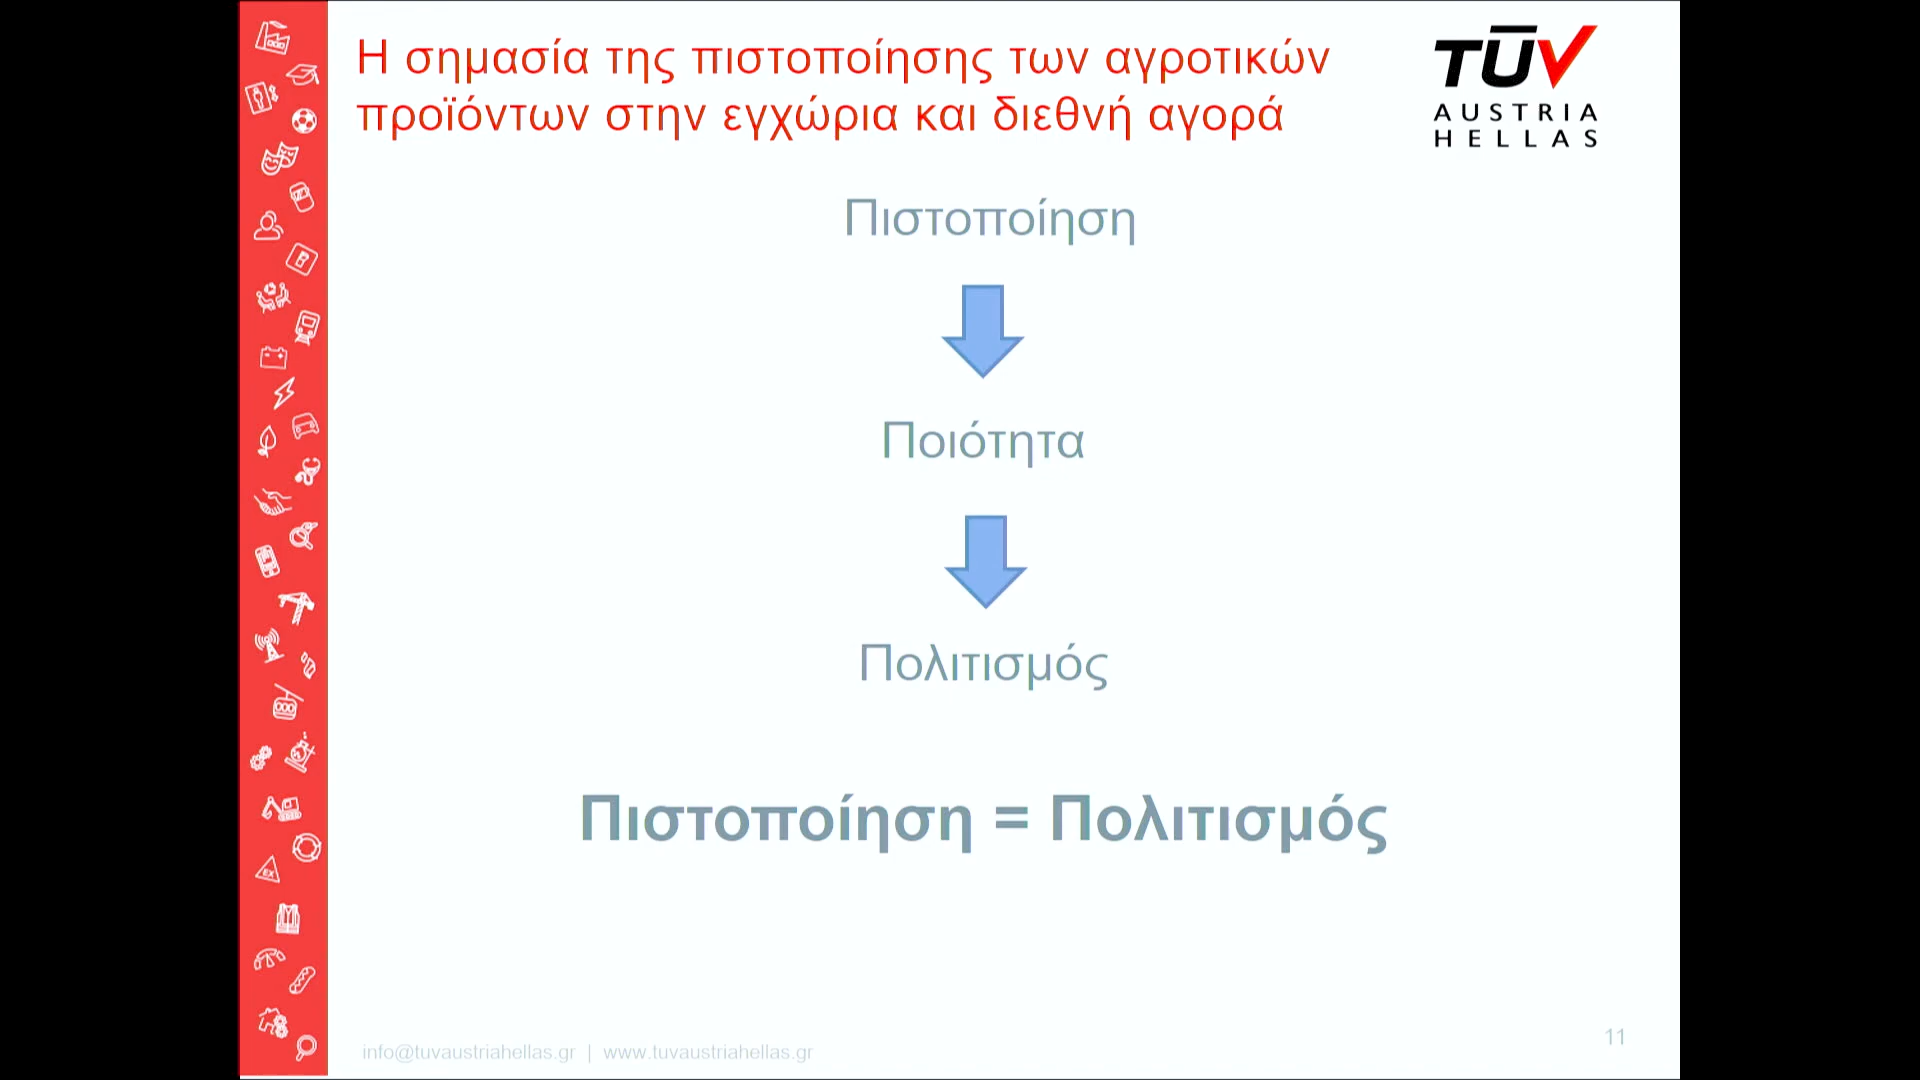 Η σημασία της πιστοποίησης των αγροτικών
προϊόντων στην εγχώρια και διεθνή αγορά
TÜV
AUSTRIA
HELLAS
Πιστοποίηση
Ποιότητα
Πολιτισμός
Πιστοποίηση = Πολιτισμός
info@tuvaustriahellas.gr | www.tuvaustriahellas.gr
11